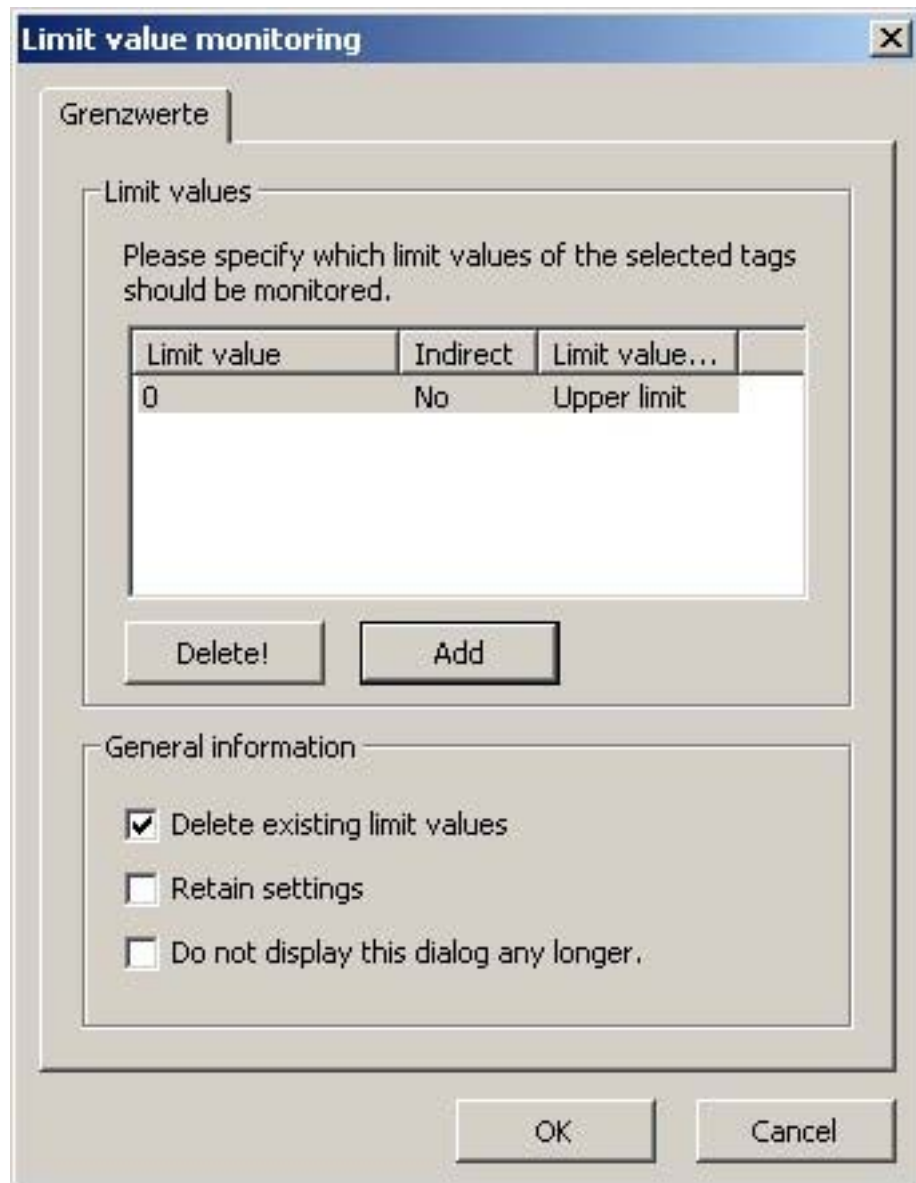 Limit value monitoring
Grenzwerte
Limit values
Please specify which limit values of the selected tags
should be monitored.
Limit value Indirect Limit value...
0 No Upper limit
Delete! Add
General information
Delete existing limit values
Retain settings
Do not display this dialog any longer.
OK Cancel